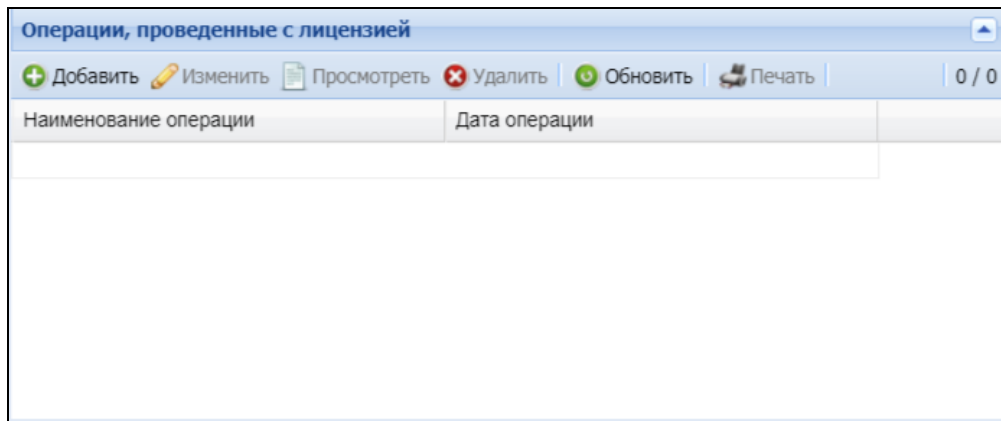 Операции, проведенные с лицензией
Добавить Изменить Просмотреть Удалить Обновить Печать 0 / 0
Наименование операции Дата операции